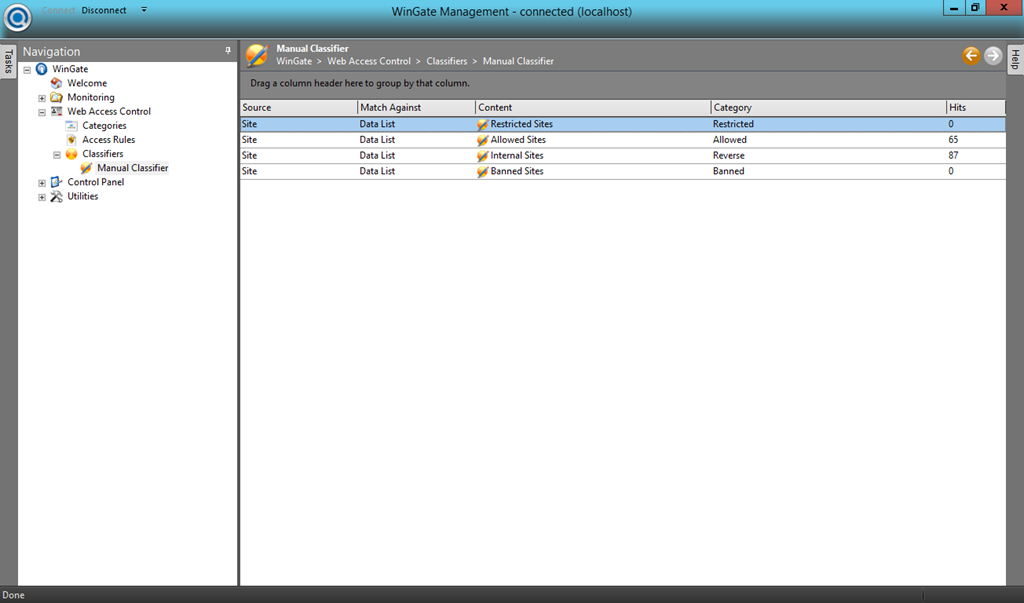 Connect Disconnect
WinGate Management - connected (localhost)
Tasks
Navigation
WinGate
Welcome
Monitoring
Web Access Control
Categories
Access Rules
Classifiers
Manual Classifier
Control Panel
Utilities
Manual Classifier
WinGate > Web Access Control > Classifiers > Manual Classifier
Help
Drag a column header here to group by that column.
Source Match Against Content Category Hits
Site Data List Restricted Sites Restricted 0
Site Data List Allowed Sites Allowed 65
Site Data List Internal Sites Reverse 87
Site Data List Banned Sites Banned 0
Done